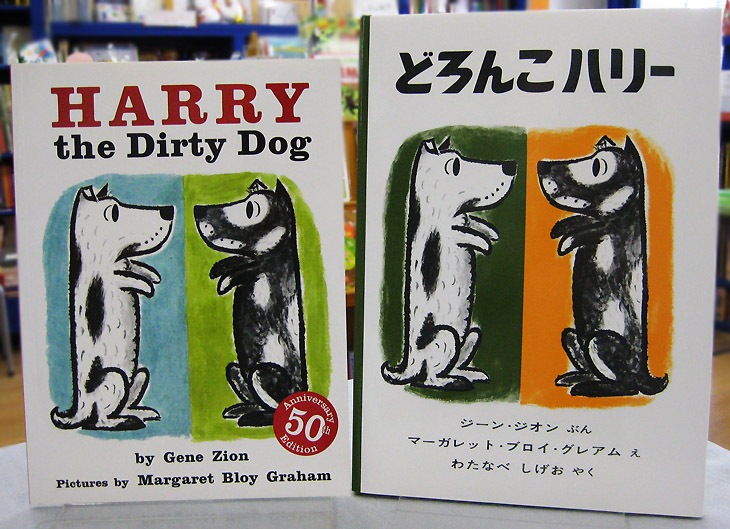 HARRY
the Dirty Dog
Anniversary
50th
Edition
by Gene Zion
Pictures by Margaret Bloy Graham
どろんこハリー
ジーン・ジオン ぶん
マーガレット・ブロイ・グレアム え
わたなべ しげお やく